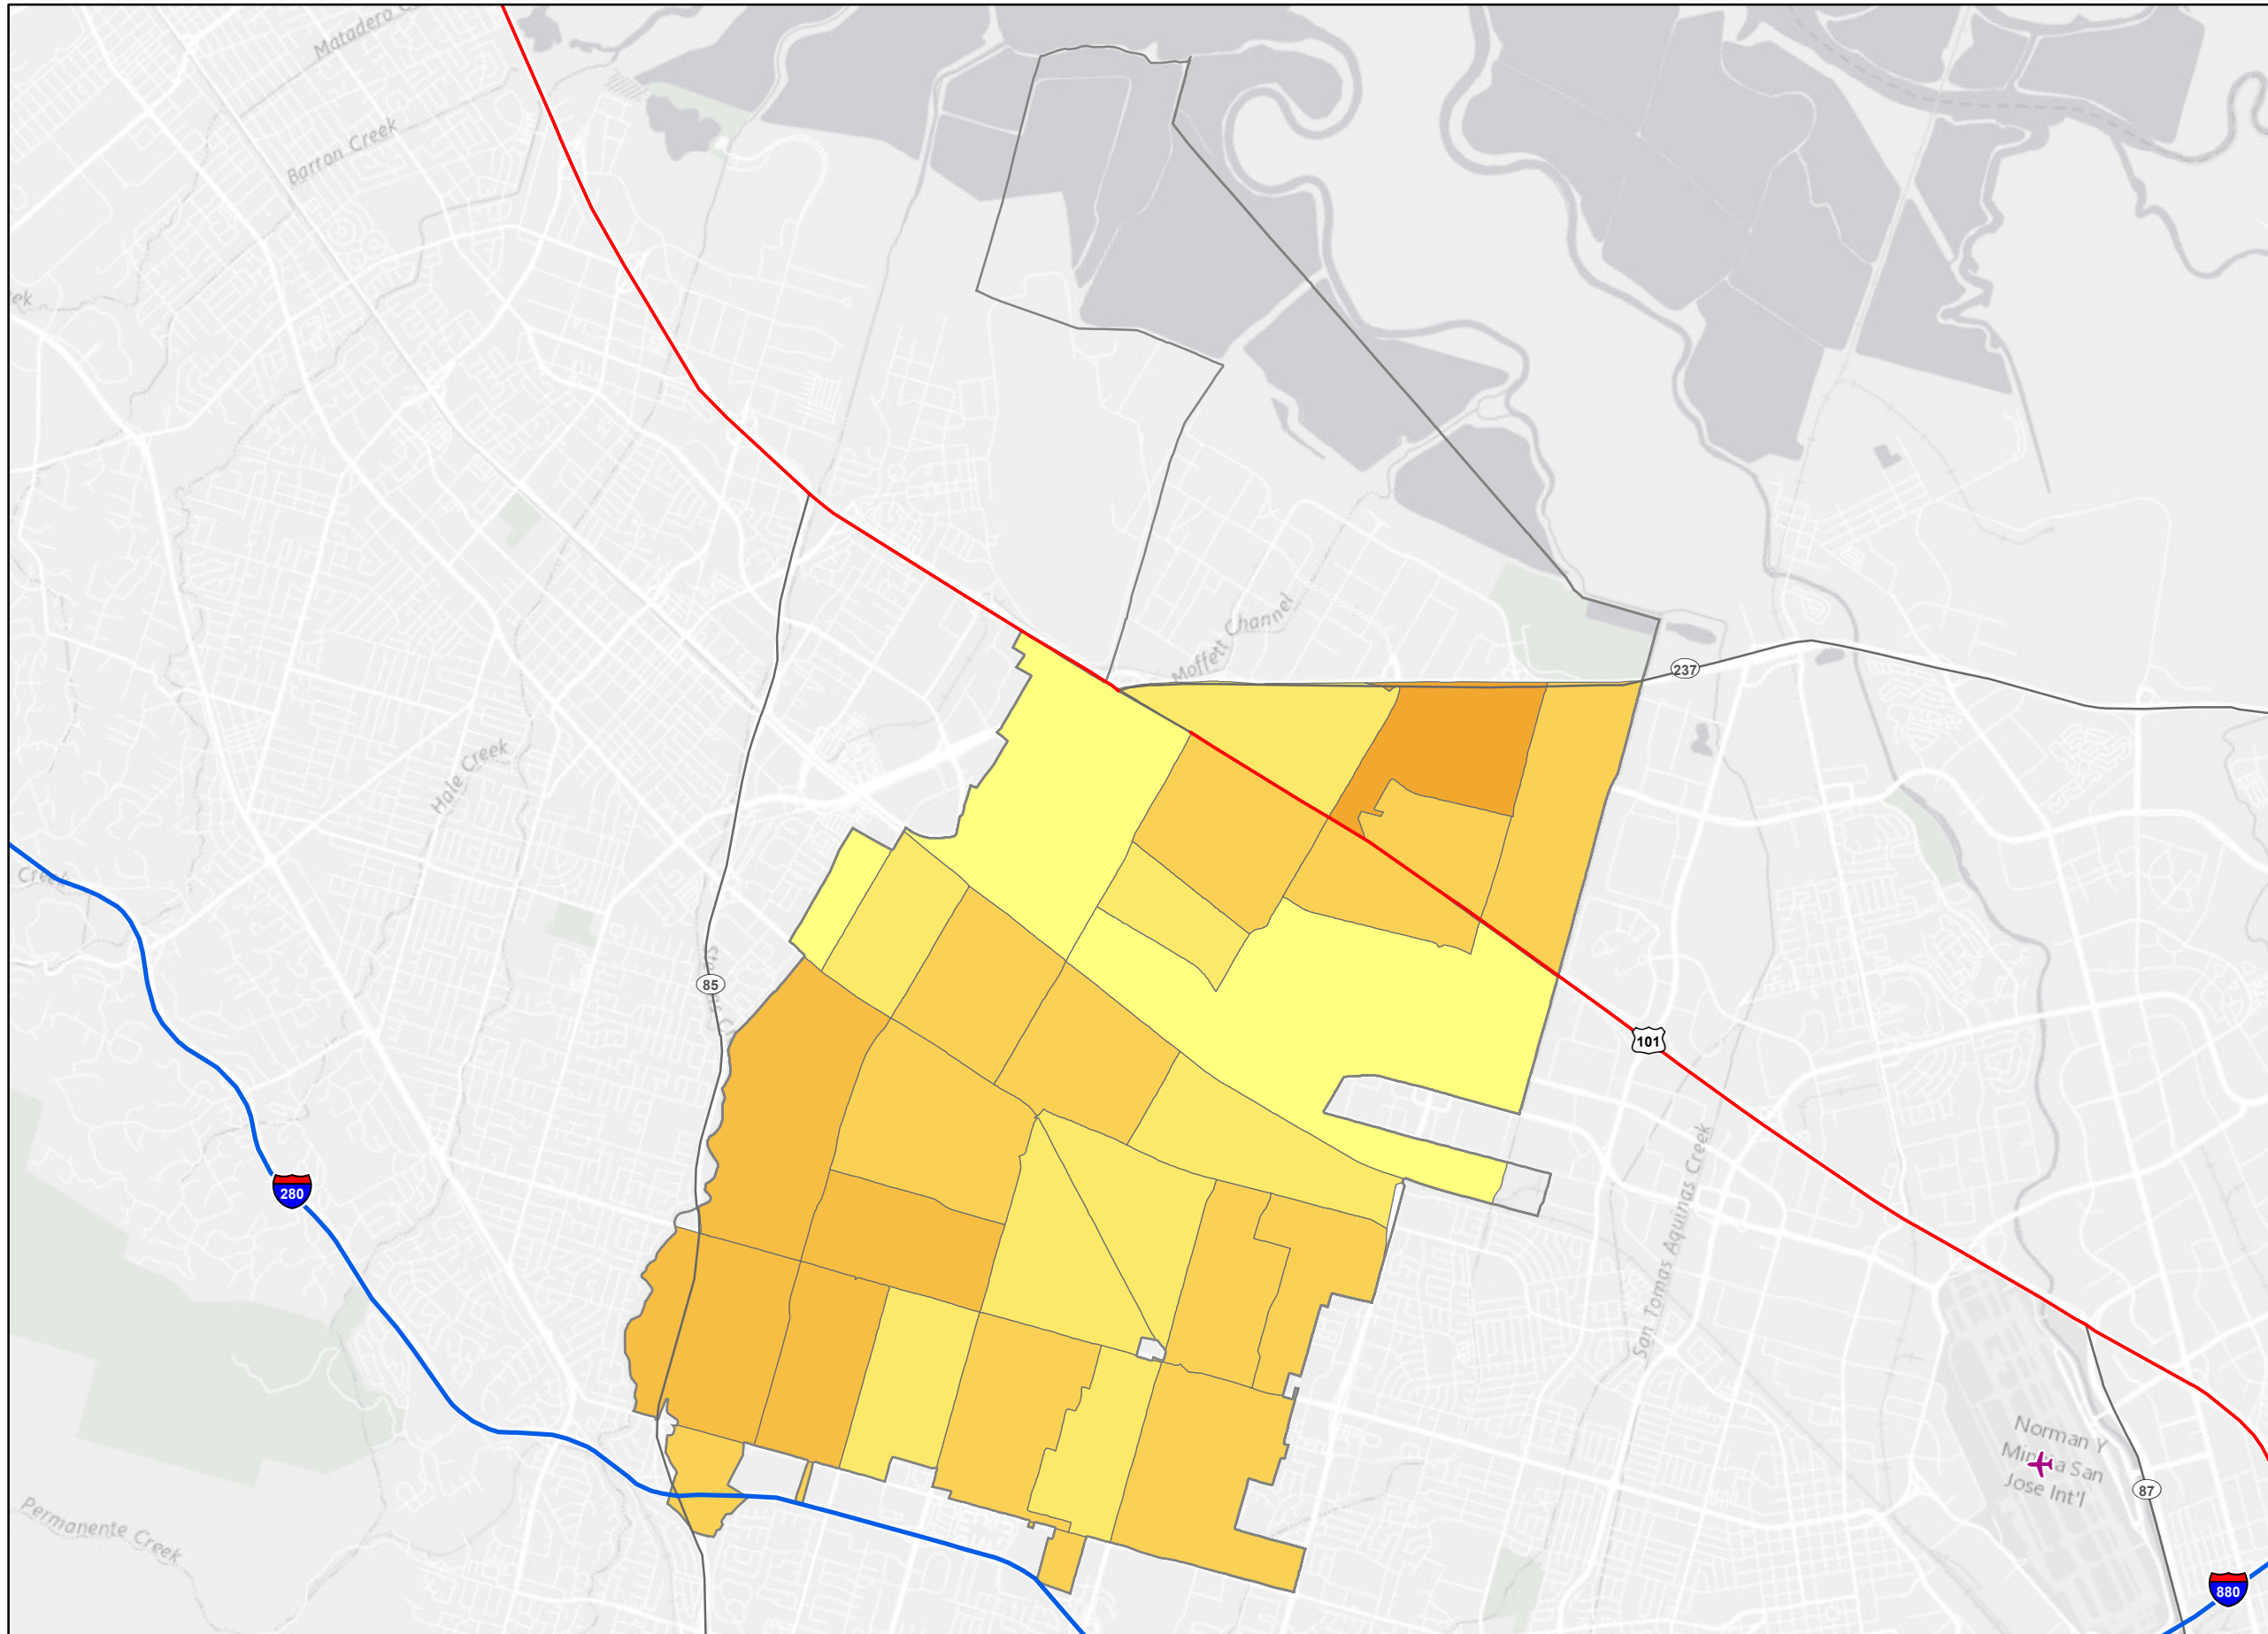 Matadero C
Barron Creek
ek
Moffett Channel
237
Hale Creek
Creek
85
101
280
San Tomas Aquinas Creek
Norman Y
Mineta San
Jose Int'l
87
Permanente Creek
880